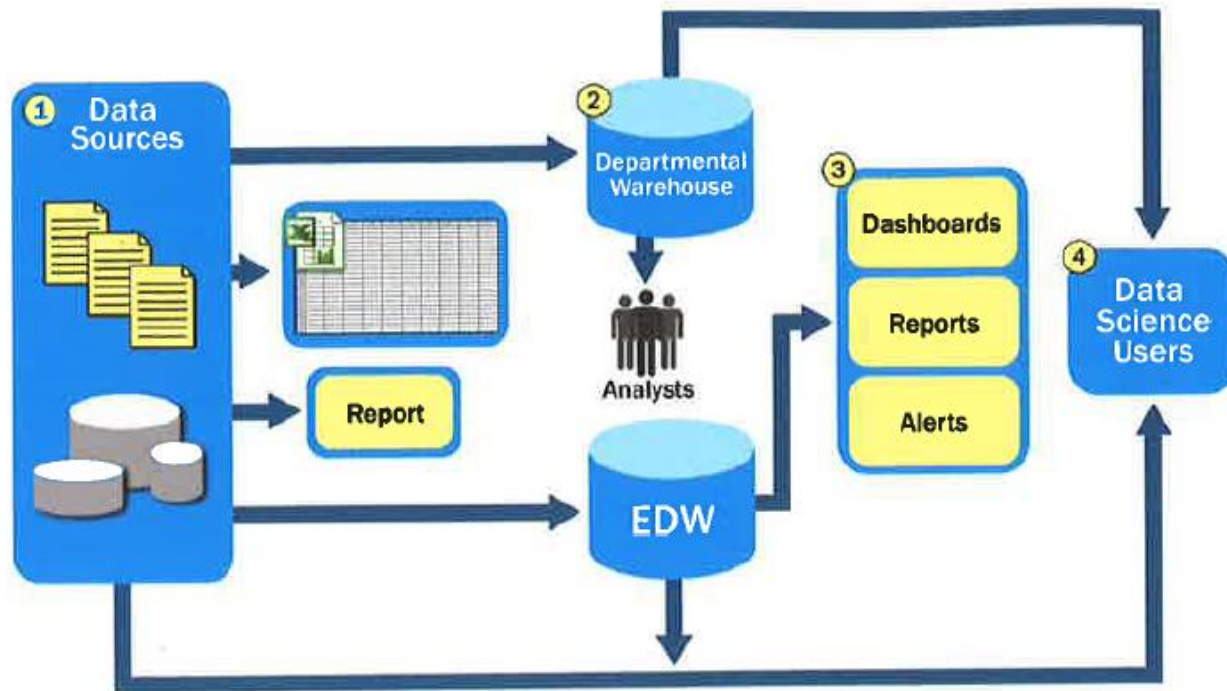 1
Data
Sources
2
Departmental
Warehouse
3
Dashboards
Reports
Alerts
4
Data
Science
Users
Report
Analysts
EDW